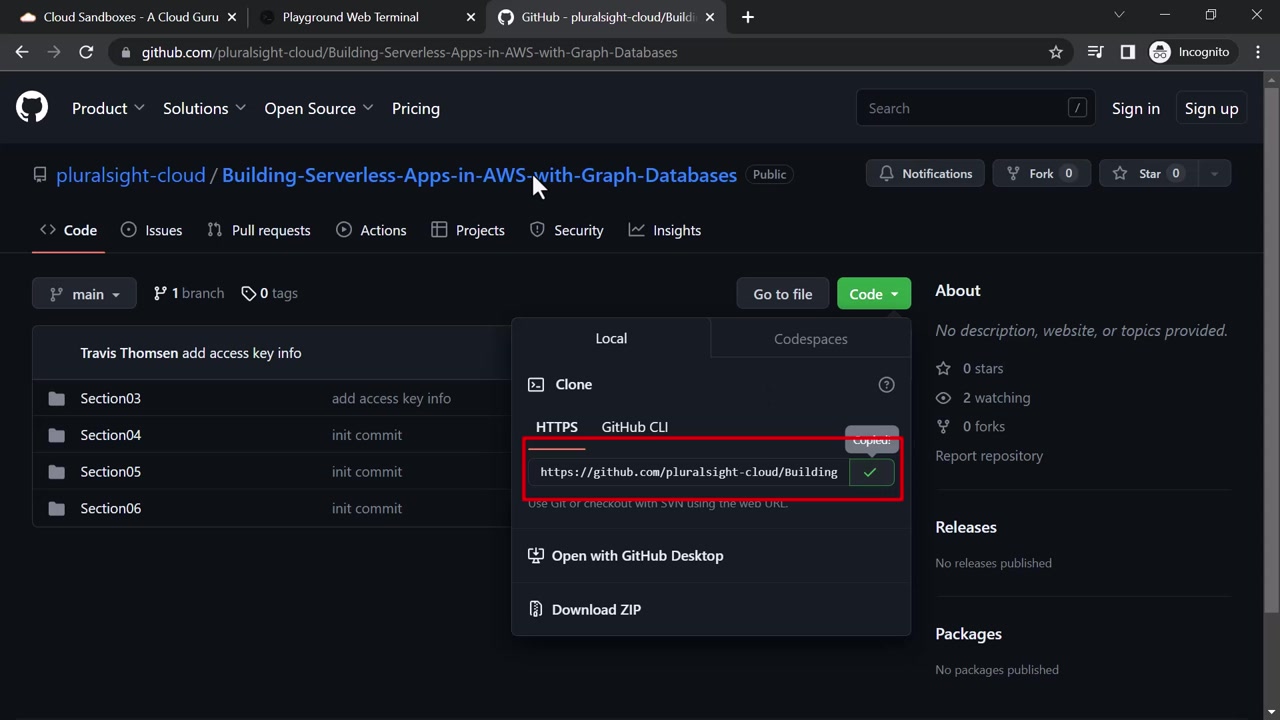 Cloud Sandboxes - A Cloud Guru
Playground Web Terminal
GitHub - pluralsight-cloud/Buildi
github.com/pluralsight-cloud/Building-Serverless-Apps-in-AWS-with-Graph-Databases
Incognito
Product
Solutions
Open Source
Pricing
Search
/
Sign in
Sign up
pluralsight-cloud / Building-Serverless-Apps-in-AWS-with-Graph-Databases
Public
Notifications
Fork 0
Star 0
Code
Issues
Pull requests
Actions
Projects
Security
Insights
main
1 branch
0 tags
Go to file
Code
Travis Thomsen add access key info
Section03 add access key info
Section04 init commit
Section05 init commit
Section06 init commit
Local
Codespaces
Clone
HTTPS
GitHub CLI
Copied!
https://github.com/pluralsight-cloud/Building
Use Git or checkout with SVN using the web URL.
Open with GitHub Desktop
Download ZIP
About
No description, website, or topics provided.
0 stars
2 watching
0 forks
Report repository
Releases
No releases published
Packages
No packages published